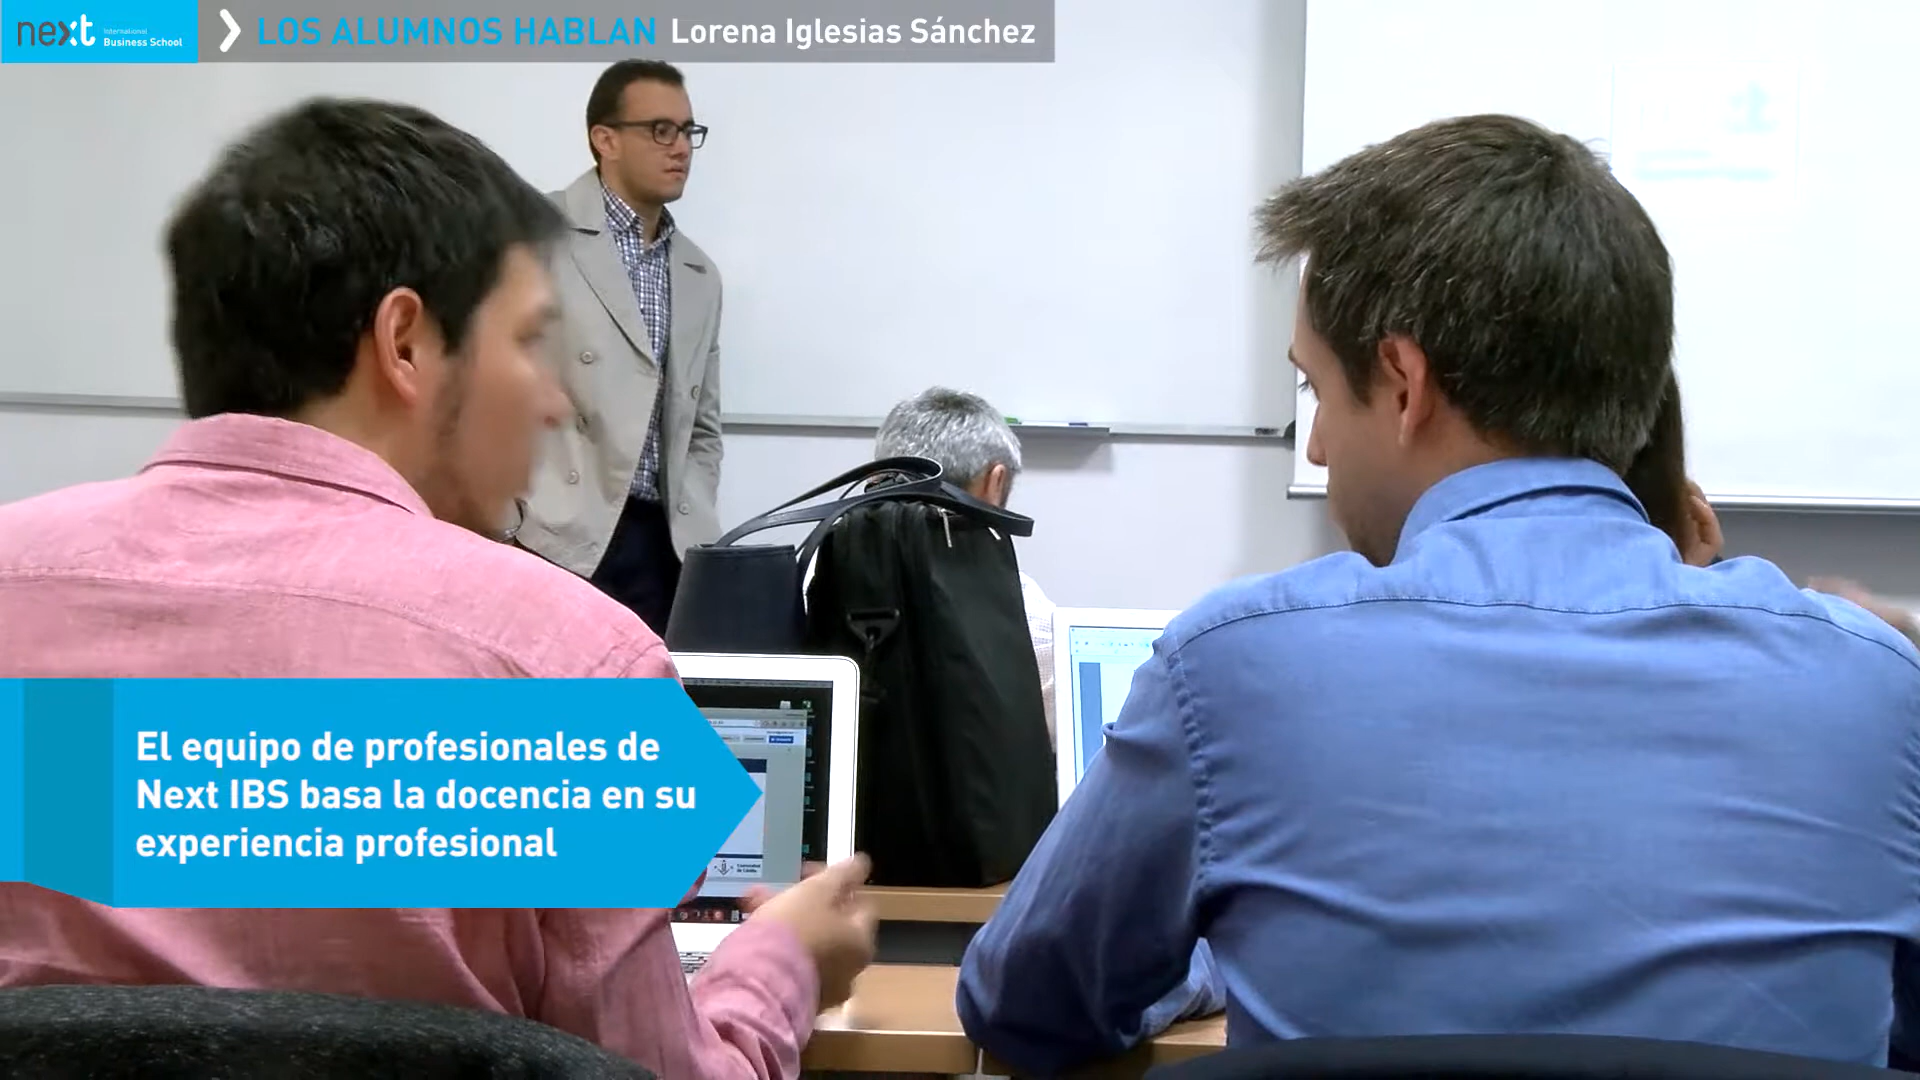 next International Business School
LOS ALUMNOS HABLAN Lorena Iglesias Sánchez
El equipo de profesionales de
Next IBS basa la docencia en su
experiencia profesional